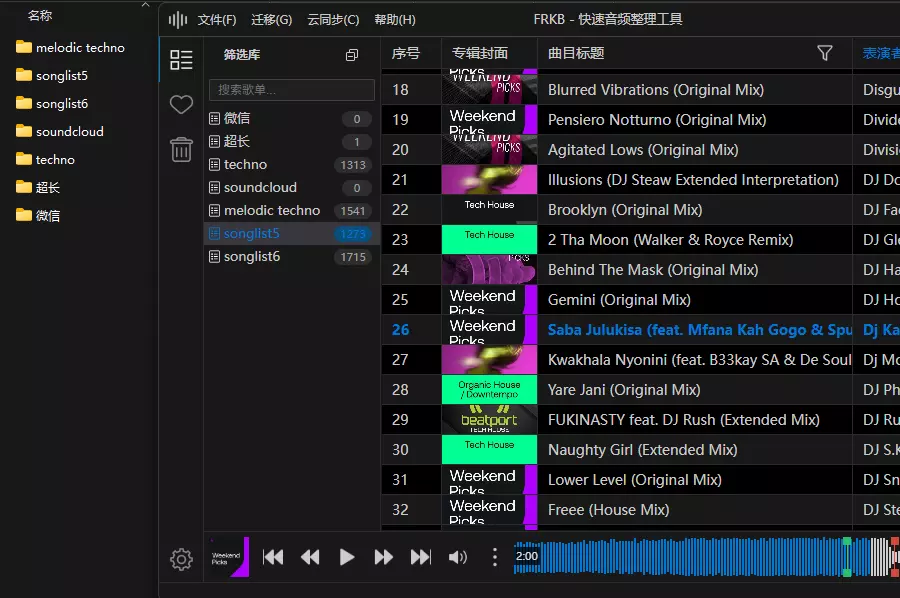 名称
melodic techno
songlist5
songlist6
soundcloud
techno
超长
微信
文件(F) 迁移(G) 云同步(C) 帮助(H) FRKB - 快速音频整理工具
筛选库
搜索歌单...
微信 0
超长 1
techno 1313
soundcloud 0
melodic techno 1541
songlist5 1273
songlist6 1715
序号 专辑封面 曲目标题 表演者
Picks
18 WEEKEND PICKS Blurred Vibrations (Original Mix) Disgu
19 Weekend Picks Pensiero Notturno (Original Mix) Divide
20 WEEKEND PICKS Agitated Lows (Original Mix) Divisi
21 Illusions (DJ Steaw Extended Interpretation) DJ Do
22 Tech House Brooklyn (Original Mix) DJ Fa
23 Tech House 2 Tha Moon (Walker & Royce Remix) DJ Gl
24 PICKS Behind The Mask (Original Mix) DJ Ha
25 Weekend Picks Gemini (Original Mix) DJ Ho
26 Weekend Picks Saba Julukisa (feat. Mfana Kah Gogo & Spu Dj Ka
27 Kwakhala Nyonini (feat. B33kay SA & De Soul Dj Mo
28 Organic House / Downtempo Yare Jani (Original Mix) DJ Ph
29 beatport TECH HOUSE FUKINASTY feat. DJ Rush (Extended Mix) DJ Ru
30 Tech House Naughty Girl (Extended Mix) DJ S.K
31 Weekend Picks Lower Level (Original Mix) DJ Sn
32 Weekend Picks Freee (House Mix) DJ Ste
Weekend
Picks
2:00